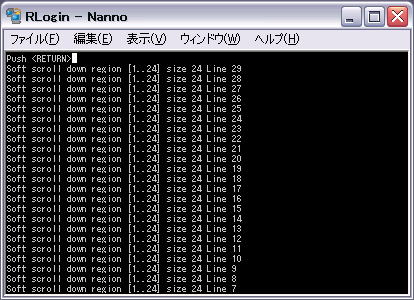 RLogin - Nanno
ファイル(F) 編集(E) 表示(V) ウィンドウ(W) ヘルプ(H)
Push <RETURN>
Soft scroll down region [1..24] size 24 Line 29
Soft scroll down region [1..24] size 24 Line 28
Soft scroll down region [1..24] size 24 Line 27
Soft scroll down region [1..24] size 24 Line 26
Soft scroll down region [1..24] size 24 Line 25
Soft scroll down region [1..24] size 24 Line 24
Soft scroll down region [1..24] size 24 Line 23
Soft scroll down region [1..24] size 24 Line 22
Soft scroll down region [1..24] size 24 Line 21
Soft scroll down region [1..24] size 24 Line 20
Soft scroll down region [1..24] size 24 Line 19
Soft scroll down region [1..24] size 24 Line 18
Soft scroll down region [1..24] size 24 Line 17
Soft scroll down region [1..24] size 24 Line 16
Soft scroll down region [1..24] size 24 Line 15
Soft scroll down region [1..24] size 24 Line 14
Soft scroll down region [1..24] size 24 Line 13
Soft scroll down region [1..24] size 24 Line 12
Soft scroll down region [1..24] size 24 Line 11
Soft scroll down region [1..24] size 24 Line 10
Soft scroll down region [1..24] size 24 Line 9
Soft scroll down region [1..24] size 24 Line 8
Soft scroll down region [1..24] size 24 Line 7